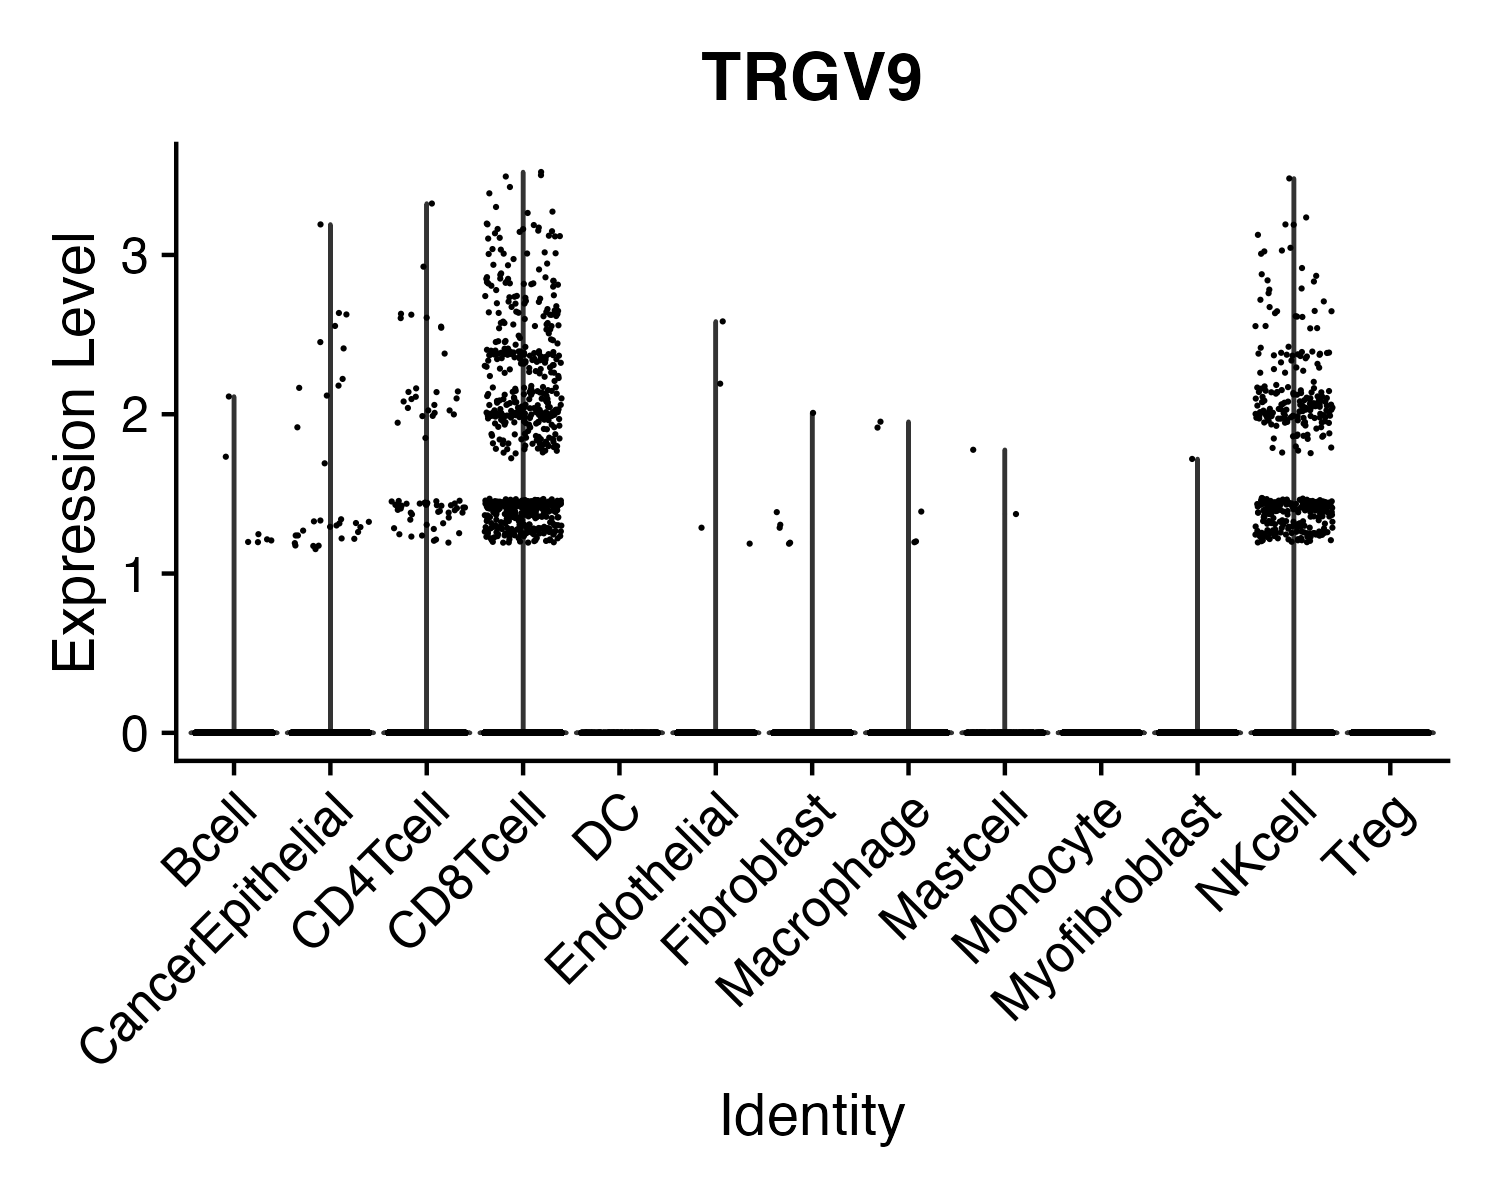 TRGV9
Expression Level
3
2
1
0
Bcell
CancerEpithelial
CD4Tcell
CD8Tcell
DC
Endothelial
Fibroblast
Macrophage
Mastcell
Monocyte
Myofibroblast
NKcell
Treg
Identity